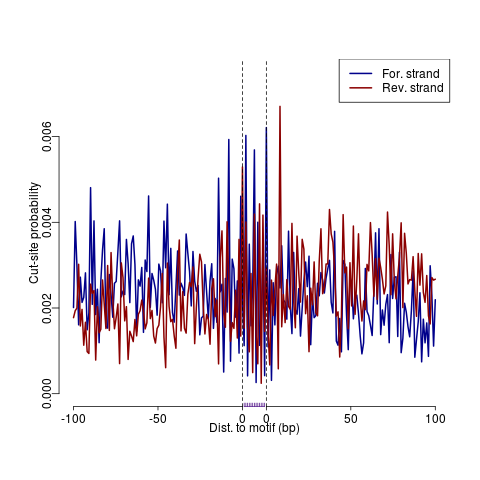 For. strand
Rev. strand
Cut-site probability
0.006
0.004
0.002
0.000
-100 -50 0 0 50 100
Dist. to motif (bp)